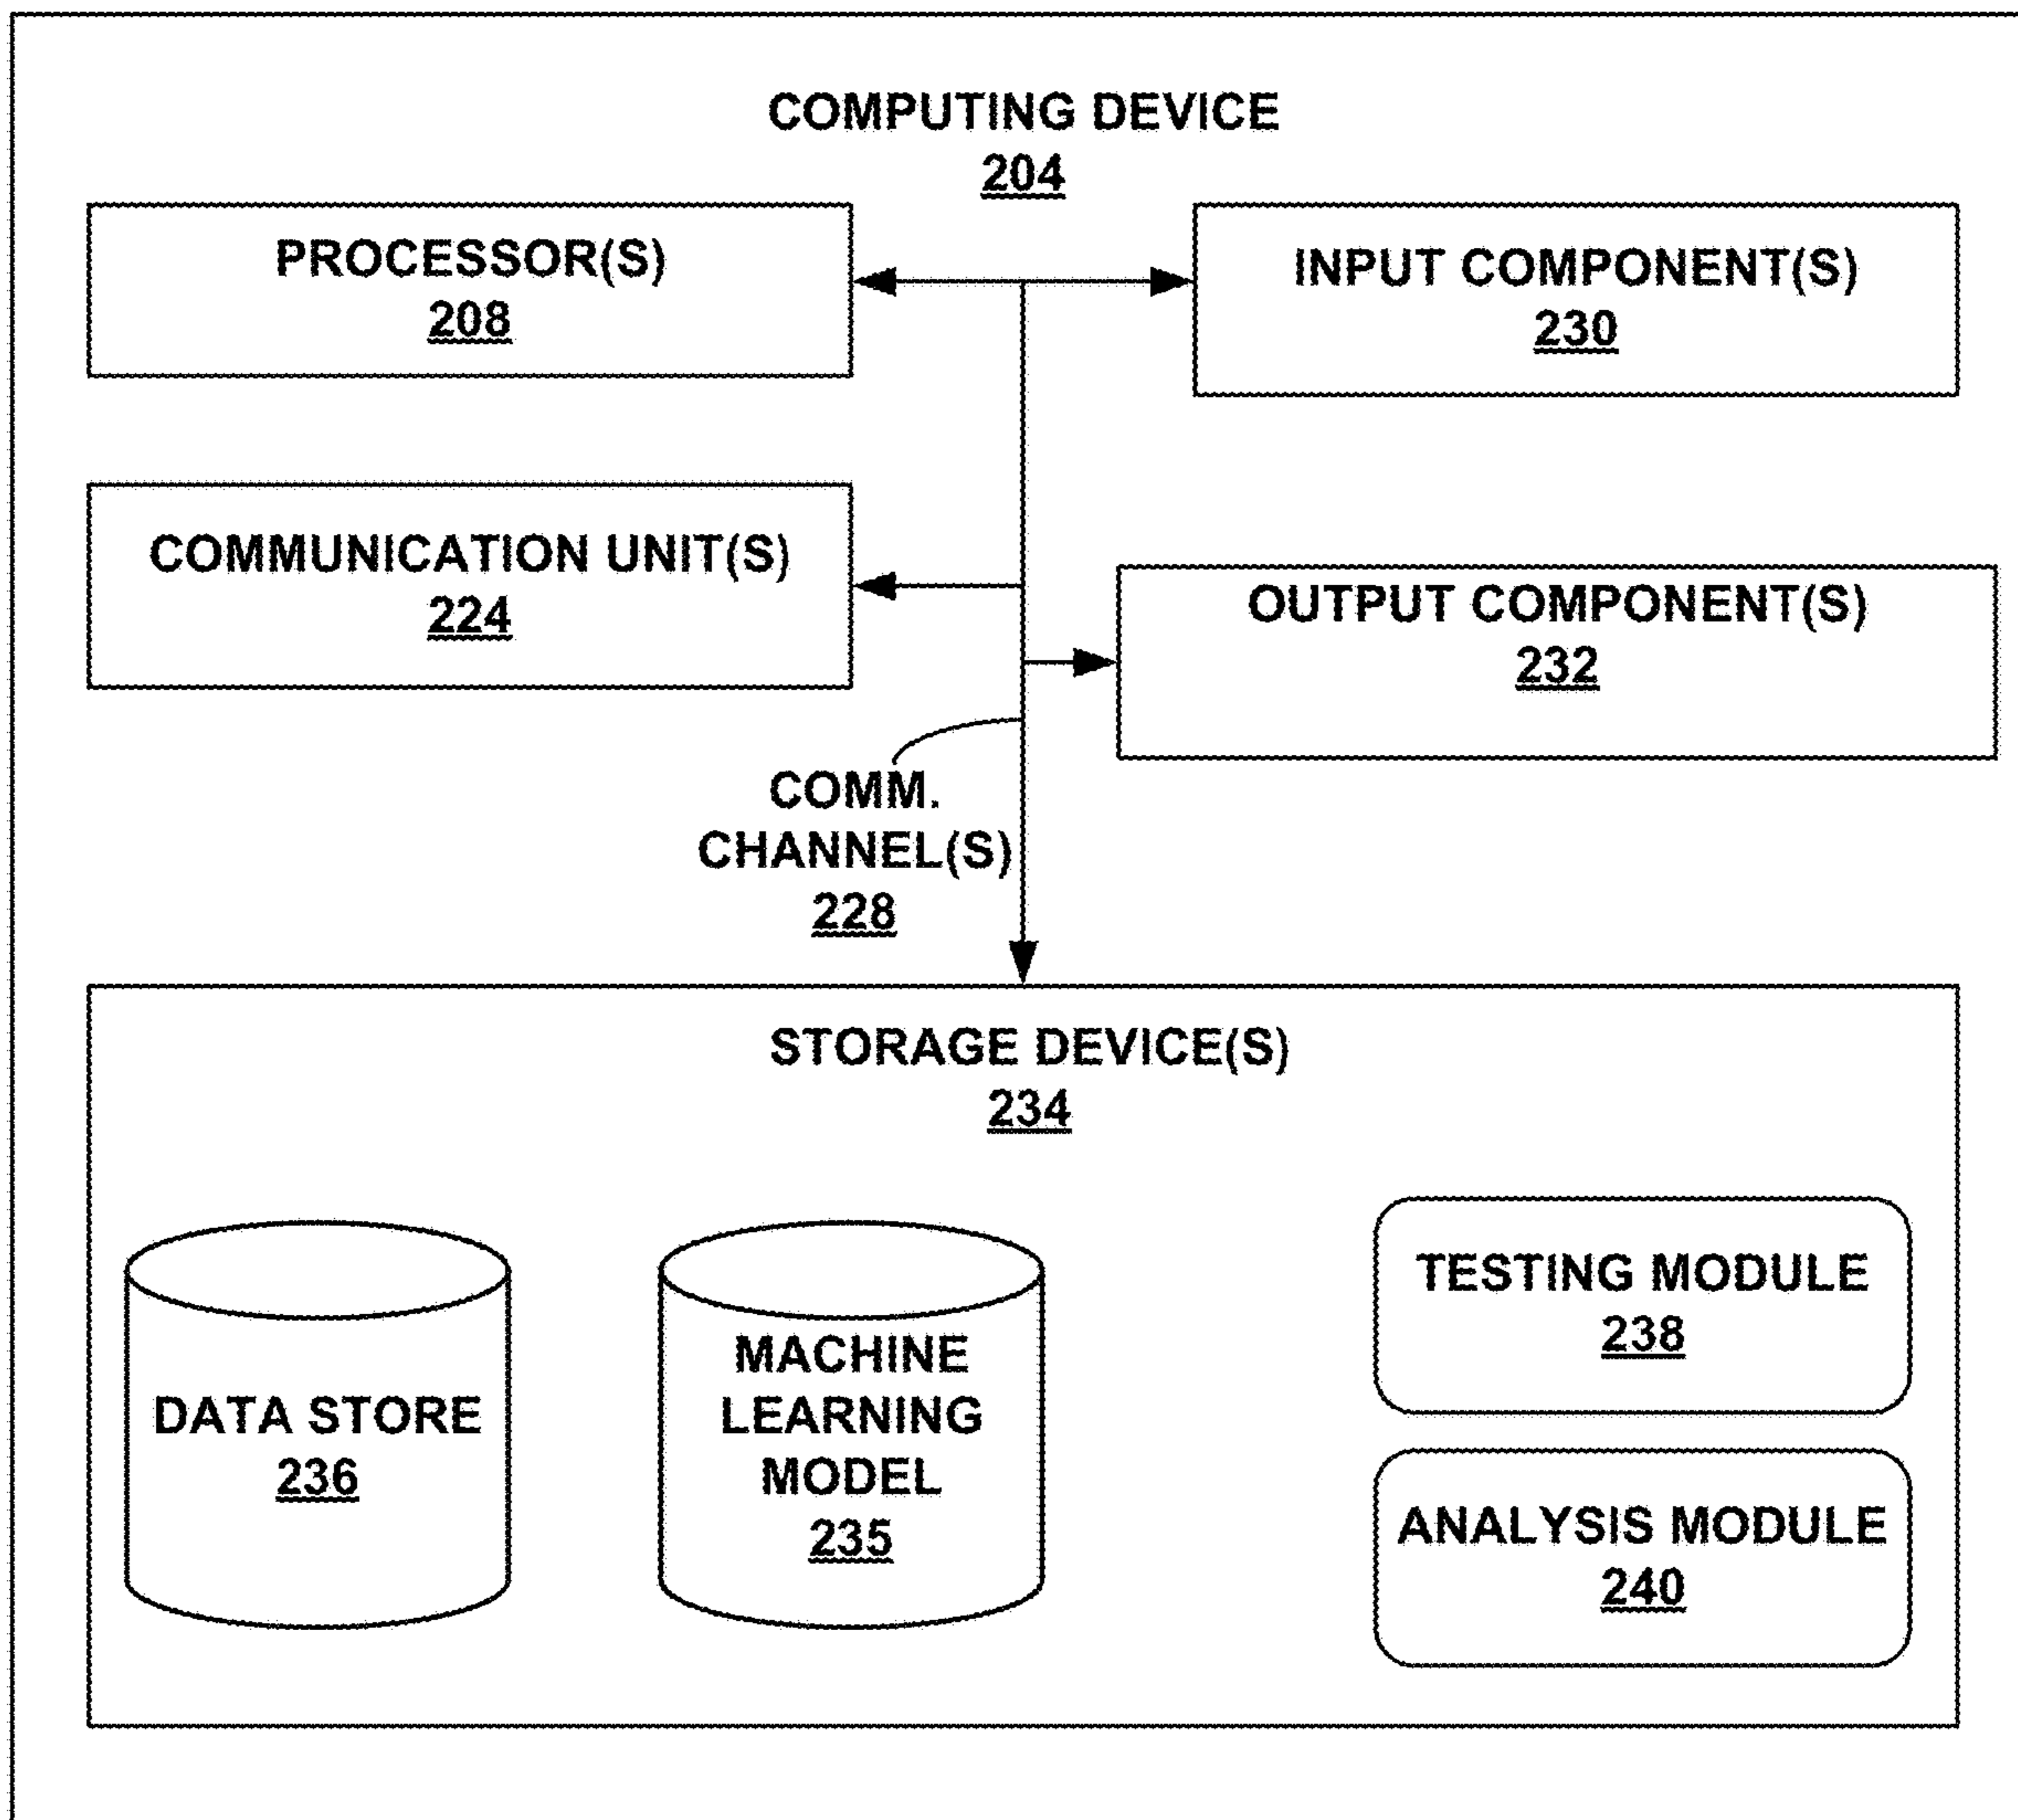 COMPUTING DEVICE
204
PROCESSOR(S)
208
INPUT COMPONENT(S)
230
COMMUNICATION UNIT(S)
224
OUTPUT COMPONENT(S)
232
COMM.
CHANNEL(S)
228
STORAGE DEVICE(S)
234
DATA STORE
236
MACHINE
LEARNING
MODEL
235
TESTING MODULE
238
ANALYSIS MODULE
240